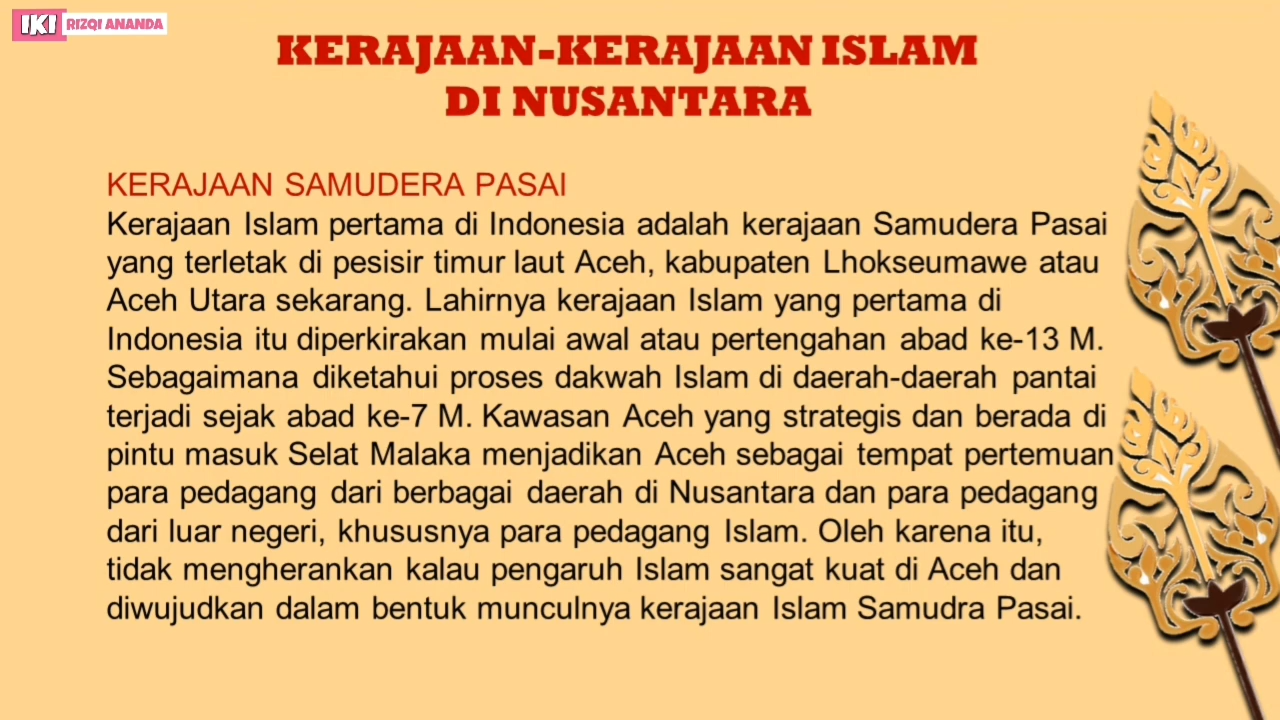 IKI RIZQI ANANDA
KERAJAAN-KERAJAAN ISLAM
DI NUSANTARA
KERAJAAN SAMUDERA PASAI
Kerajaan Islam pertama di Indonesia adalah kerajaan Samudera Pasai
yang terletak di pesisir timur laut Aceh, kabupaten Lhokseumawe atau
Aceh Utara sekarang. Lahirnya kerajaan Islam yang pertama di
Indonesia itu diperkirakan mulai awal atau pertengahan abad ke-13 M.
Sebagaimana diketahui proses dakwah Islam di daerah-daerah pantai
terjadi sejak abad ke-7 M. Kawasan Aceh yang strategis dan berada di
pintu masuk Selat Malaka menjadikan Aceh sebagai tempat pertemuan
para pedagang dari berbagai daerah di Nusantara dan para pedagang
dari luar negeri, khususnya para pedagang Islam. Oleh karena itu,
tidak mengherankan kalau pengaruh Islam sangat kuat di Aceh dan
diwujudkan dalam bentuk munculnya kerajaan Islam Samudra Pasai.